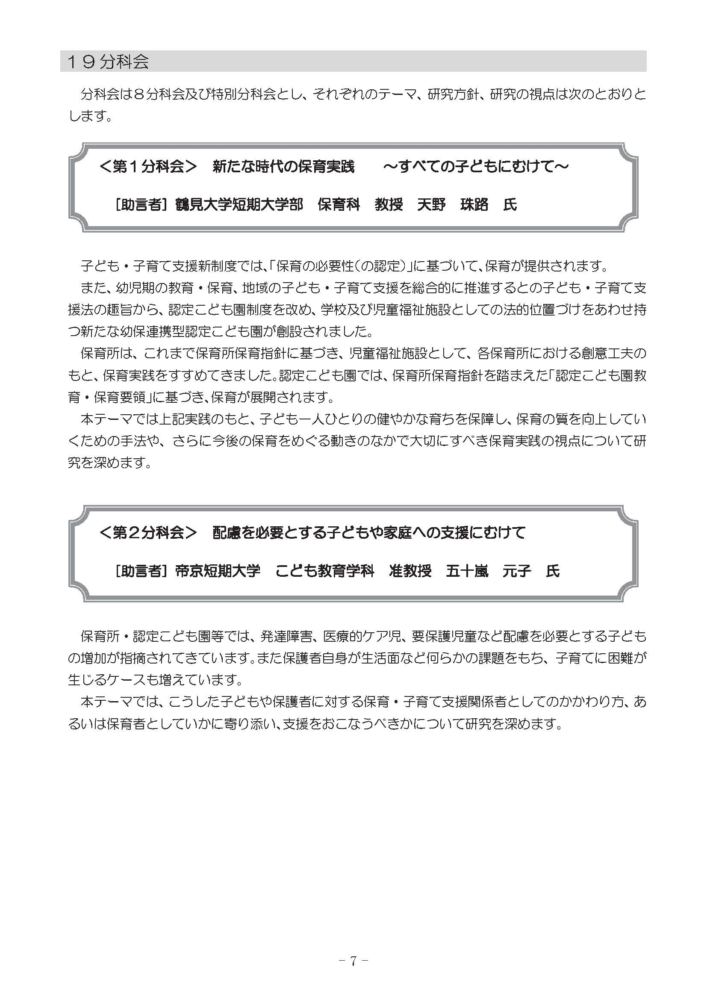 １９分科会
分科会は８分科会及び特別分科会とし、それぞれのテーマ、研究方針、研究の視点は次のとおりと
します。
＜第１分科会＞　新たな時代の保育実践　　～すべての子どもにむけて～
［助言者］鶴見大学短期大学部　保育科　教授　天野　珠路　氏
子ども・子育て支援新制度では、「保育の必要性（の認定）」に基づいて、保育が提供されます。
また、幼児期の教育・保育、地域の子ども・子育て支援を総合的に推進するとの子ども・子育て支
援法の趣旨から、認定こども園制度を改め、学校及び児童福祉施設としての法的位置づけをあわせ持
つ新たな幼保連携型認定こども園が創設されました。
保育所は、これまで保育所保育指針に基づき、児童福祉施設として、各保育所における創意工夫の
もと、保育実践をすすめてきました。認定こども園では、保育所保育指針を踏まえた「認定こども園教
育・保育要領」に基づき、保育が展開されます。
本テーマでは上記実践のもと、子ども一人ひとりの健やかな育ちを保障し、保育の質を向上してい
くための手法や、さらに今後の保育をめぐる動きのなかで大切にすべき保育実践の視点について研
究を深めます。
＜第２分科会＞　配慮を必要とする子どもや家庭への支援にむけて
［助言者］帝京短期大学　こども教育学科　准教授　五十嵐　元子　氏
保育所・認定こども園等では、発達障害、医療的ケア児、要保護児童など配慮を必要とする子ども
の増加が指摘されてきています。また保護者自身が生活面など何らかの課題をもち、子育てに困難が
生じるケースも増えています。
本テーマでは、こうした子どもや保護者に対する保育・子育て支援関係者としてのかかわり方、あ
るいは保育者としていかに寄り添い、支援をおこなうべきかについて研究を深めます。
- 7 -